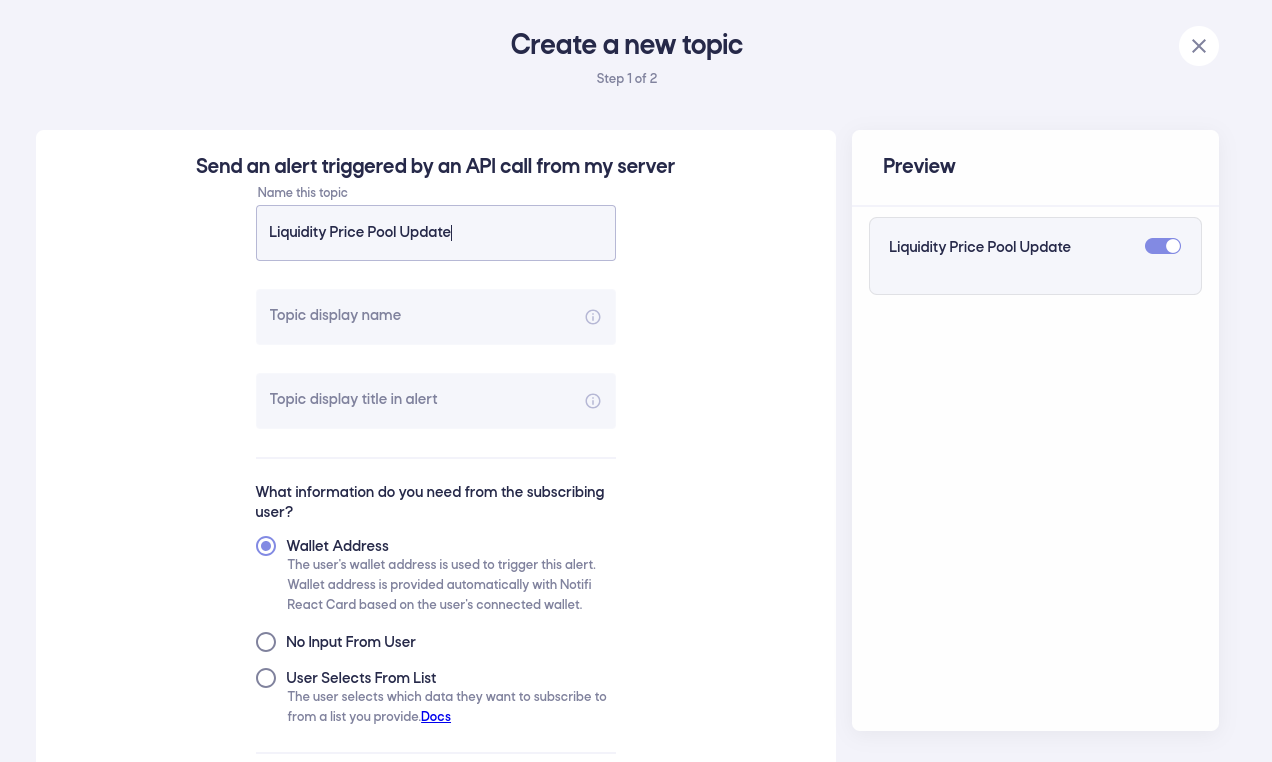 Create a new topic
Step 1 of 2
Send an alert triggered by an API call from my server
Name this topic
Liquidity Price Pool Update
Topic display name
Topic display title in alert
What information do you need from the subscribing
user?
Wallet Address
The user's wallet address is used to trigger this alert.
Wallet address is provided automatically with Notifi
React Card based on the user's connected wallet.
No Input From User
User Selects From List
The user selects which data they want to subscribe to
from a list you provide.Docs
Preview
Liquidity Price Pool Update